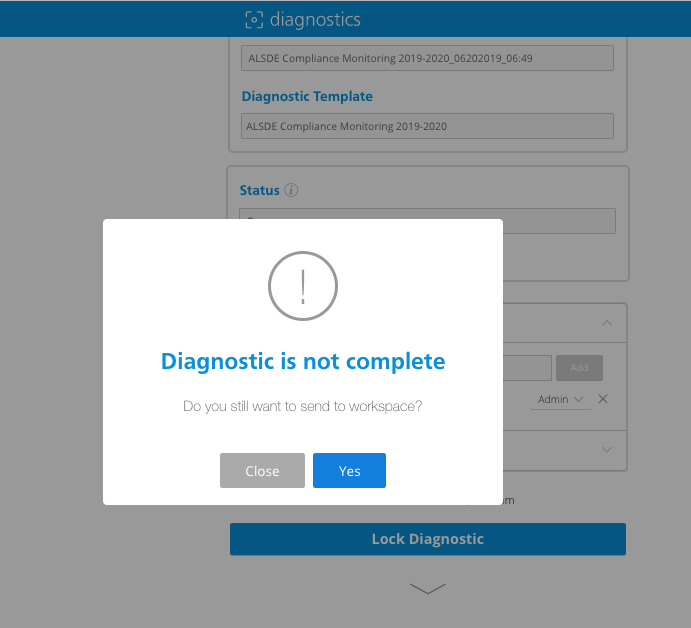 diagnostics
ALSDE Compliance Monitoring 2019-2020_06202019_06:49
Diagnostic Template
ALSDE Compliance Monitoring 2019-2020
Status
Diagnostic is not complete
Do you still want to send to workspace?
Close
Yes
Add
Admin
Lock Diagnostic